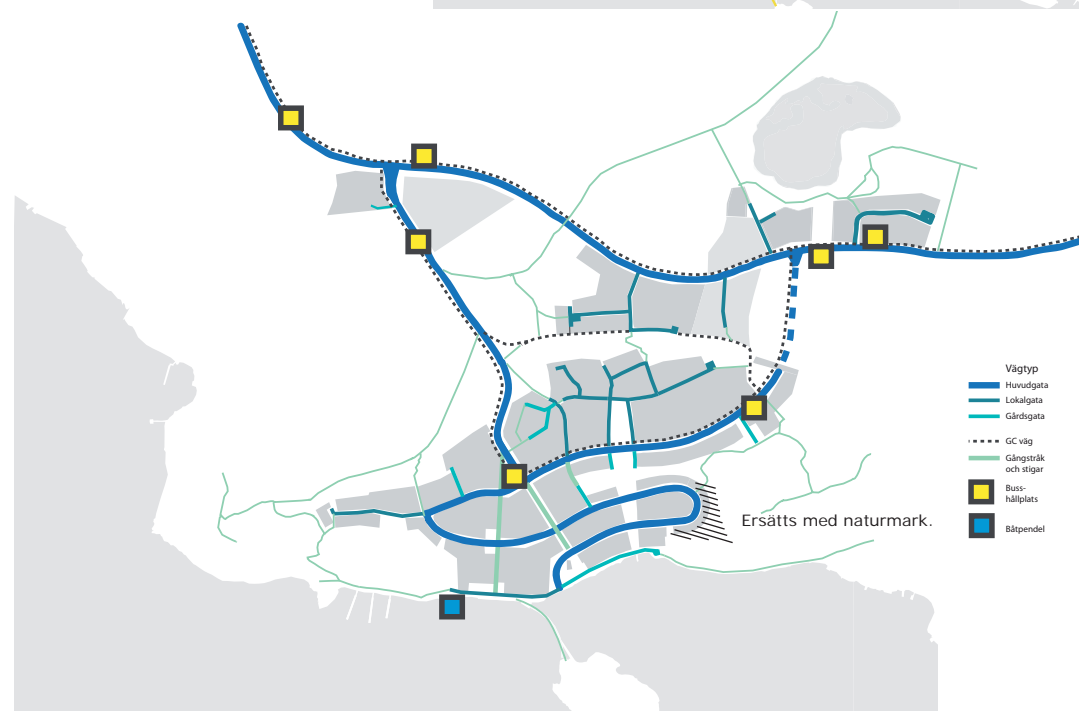 Vägtyp
Huvudgata
Lokalgata
Gårdsgata
GC väg
Gångstråk
och stigar
Buss-
hållplats
Båtpendel
Ersätts med naturmark.